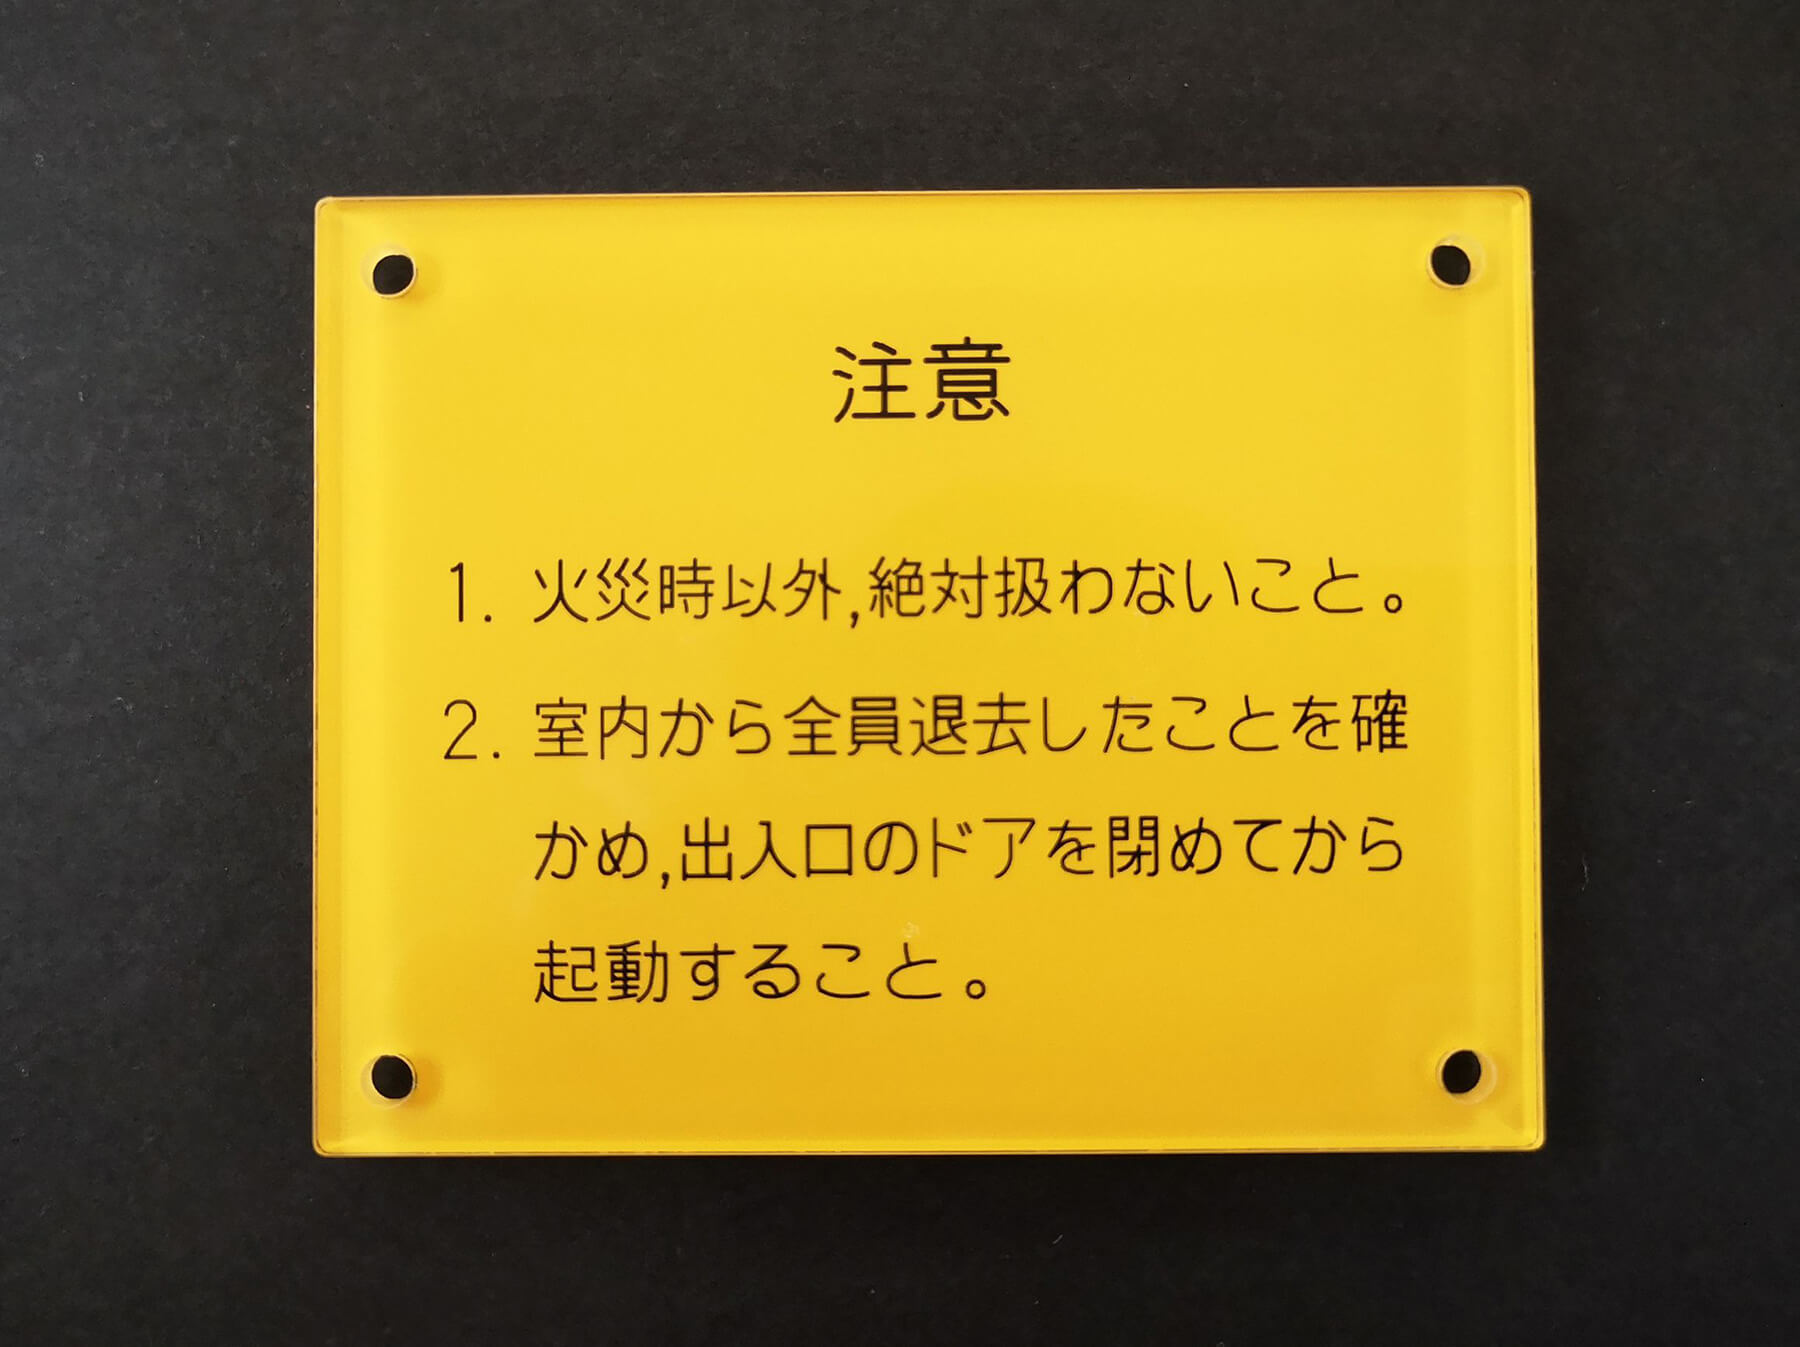 注意
1. 火災時以外,絶対扱わないこと。
2. 室内から全員退去したことを確
かめ,出入口のドアを閉めてから
起動すること。